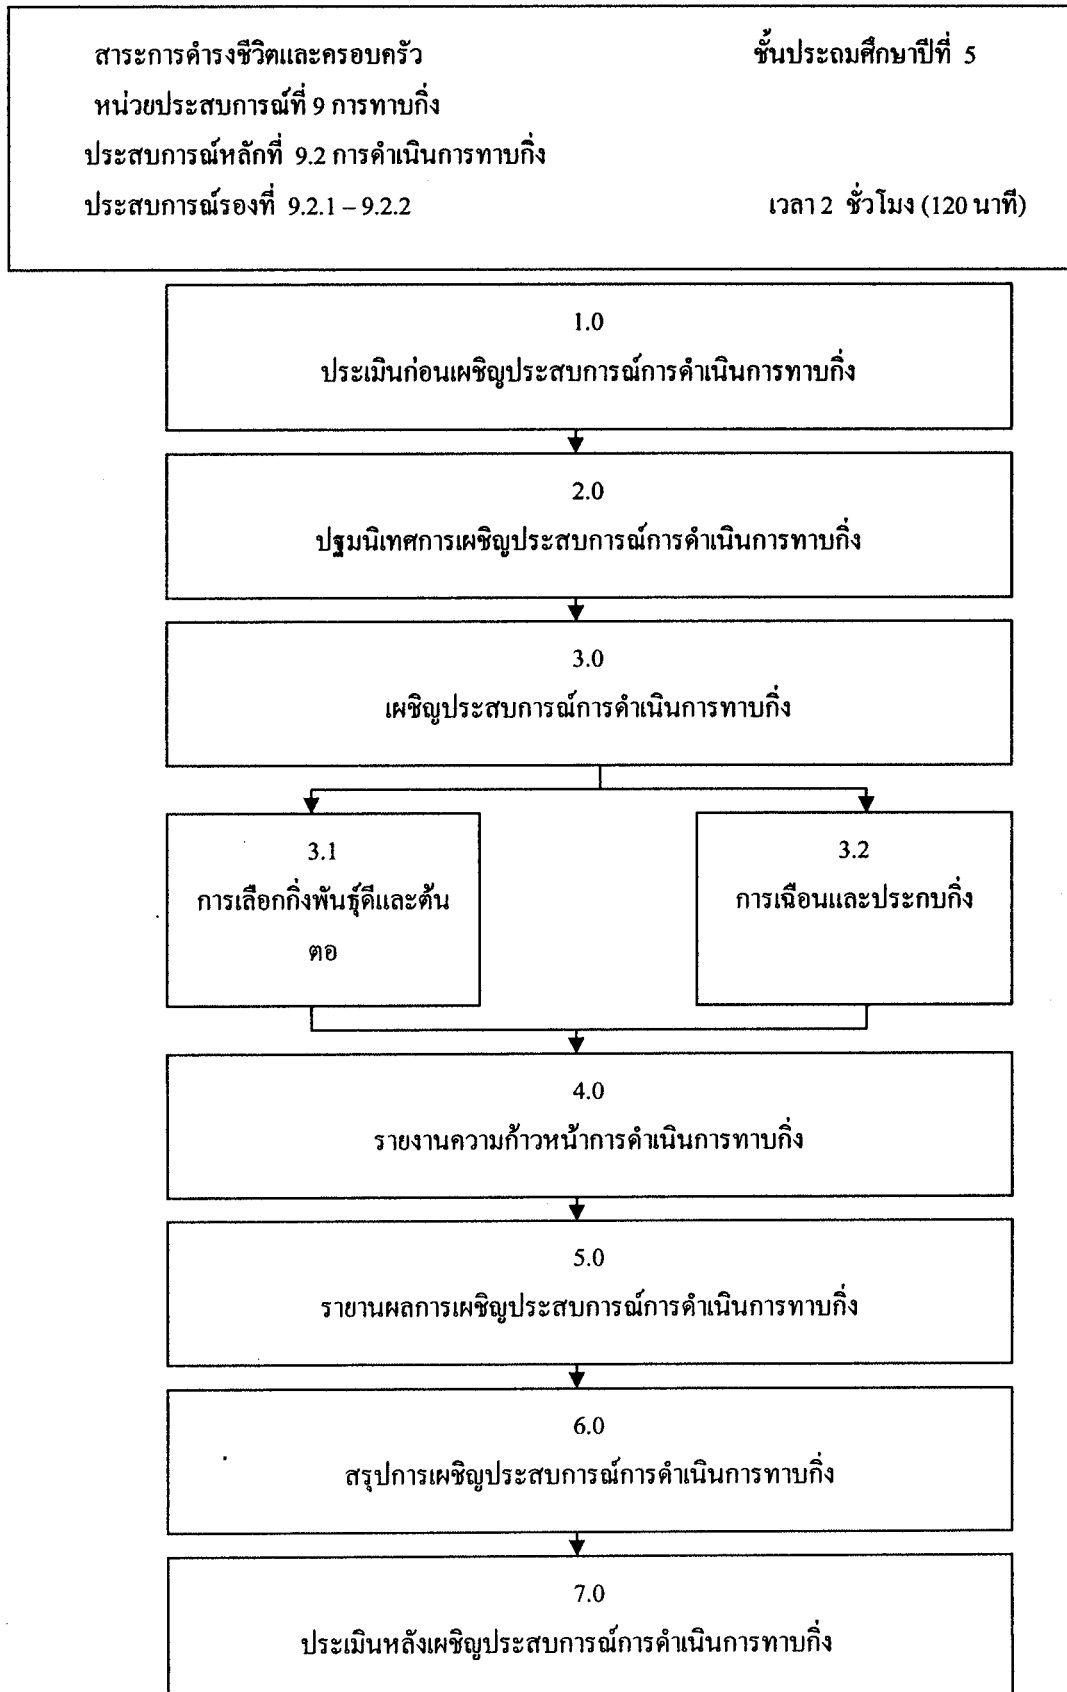 สาระการดำรงชีวิตและครอบครัว ชั้นประถมศึกษาปีที่ 5
หน่วยประสบการณ์ที่ 9 การทาบกิ่ง
ประสบการณ์หลักที่ 9.2 การดำเนินการทาบกิ่ง
ประสบการณ์รองที่ 9.2.1 – 9.2.2 เวลา 2 ชั่วโมง (120 นาที)
1.0
ประเมินก่อนเผชิญประสบการณ์การดำเนินการทาบกิ่ง
2.0
ปฐมนิเทศการเผชิญประสบการณ์การดำเนินการทาบกิ่ง
3.0
เผชิญประสบการณ์การดำเนินการทาบกิ่ง
3.1
การเลือกกิ่งพันธุ์ดีและต้น
ตอ
3.2
การเฉือนและประกบกิ่ง
4.0
รายงานความก้าวหน้าการดำเนินการทาบกิ่ง
5.0
รายานผลการเผชิญประสบการณ์การดำเนินการทาบกิ่ง
6.0
สรุปการเผชิญประสบการณ์การดำเนินการทาบกิ่ง
7.0
ประเมินหลังเผชิญประสบการณ์การดำเนินการทาบกิ่ง